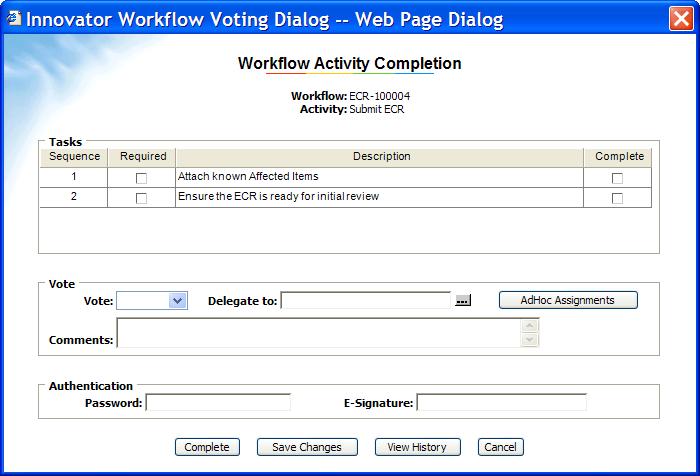 Innovator Workflow Voting Dialog -- Web Page Dialog
Workflow Activity Completion
Workflow: ECR-100004
Activity: Submit ECR
Tasks
Sequence Required Description Complete
1 Attach known Affected Items
2 Ensure the ECR is ready for initial review
Vote
Vote: Delegate to: ... AdHoc Assignments
Comments:
Authentication
Password: E-Signature:
Complete Save Changes View History Cancel